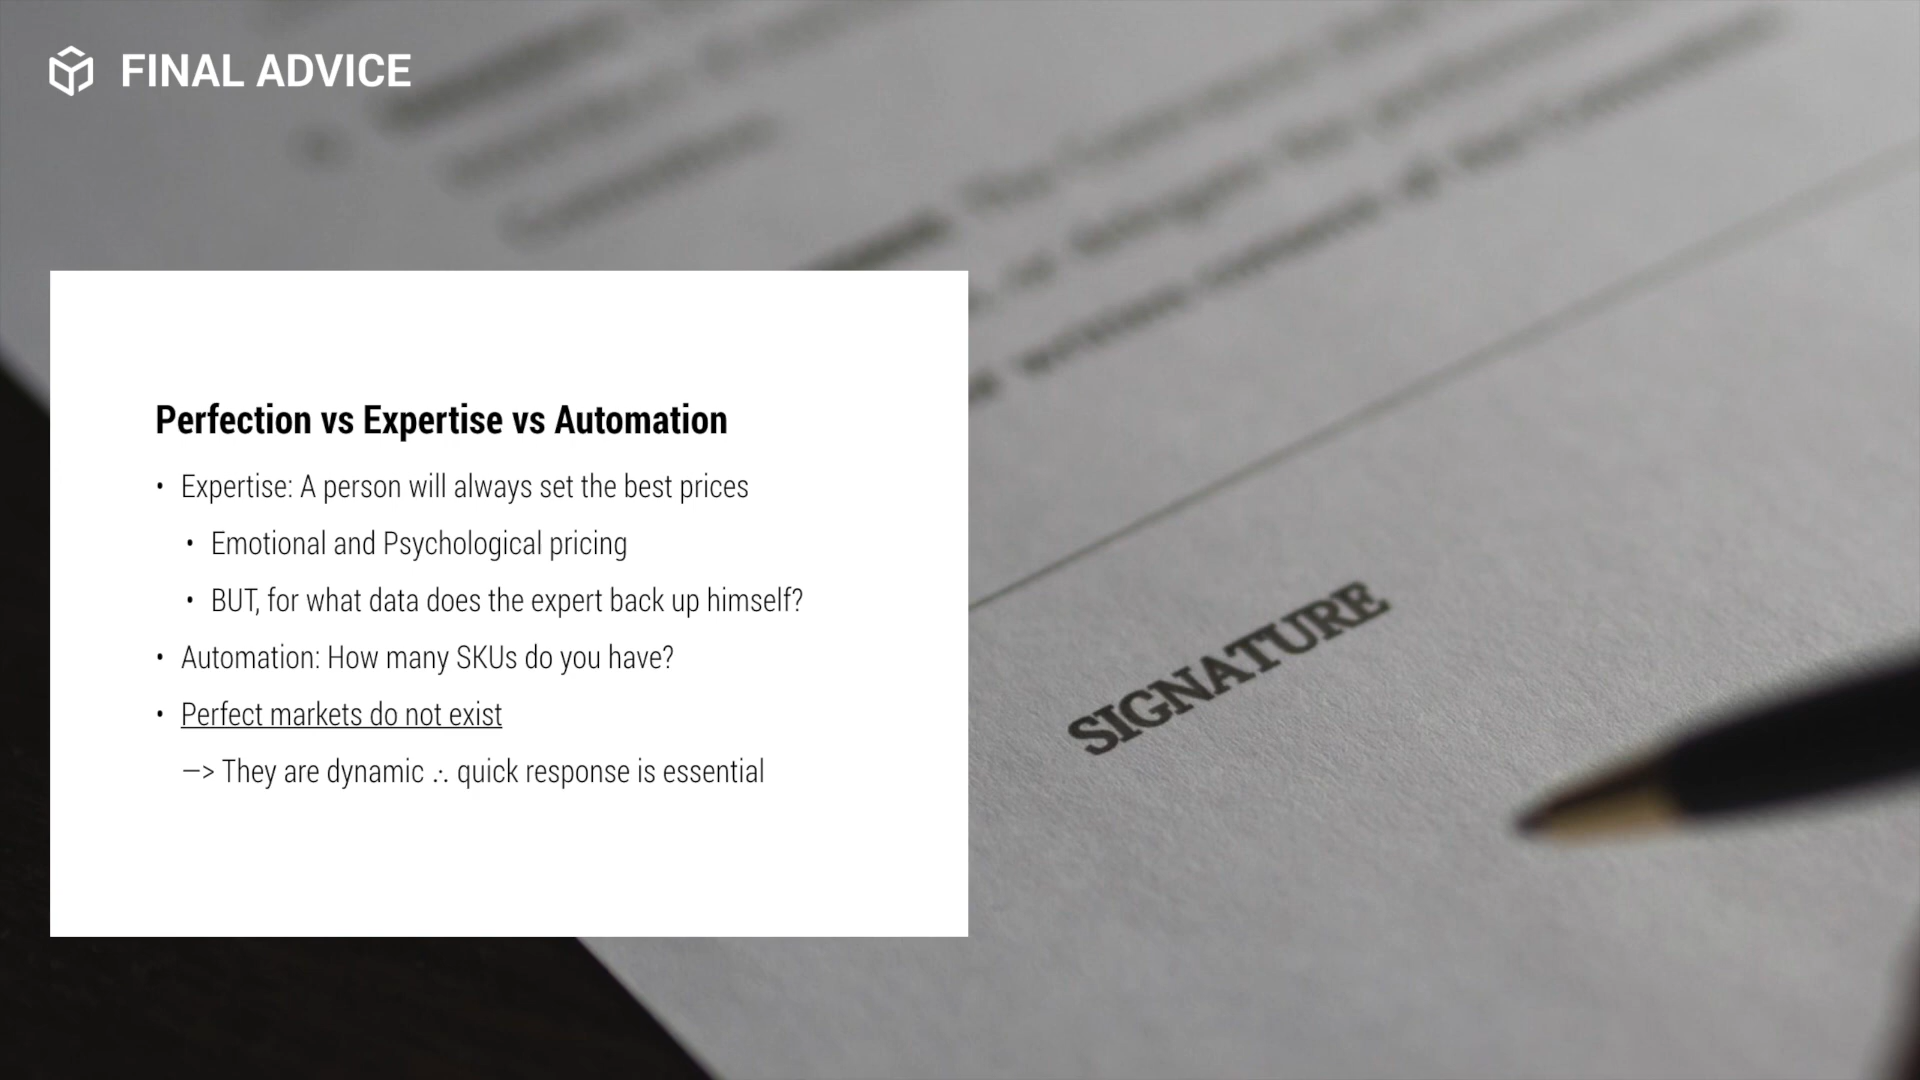 FINAL ADVICE
Perfection vs Expertise vs Automation
• Expertise: A person will always set the best prices
• Emotional and Psychological pricing
• BUT, for what data does the expert back up himself?
• Automation: How many SKUs do you have?
• Perfect markets do not exist
—> They are dynamic ∴ quick response is essential
SIGNATURE